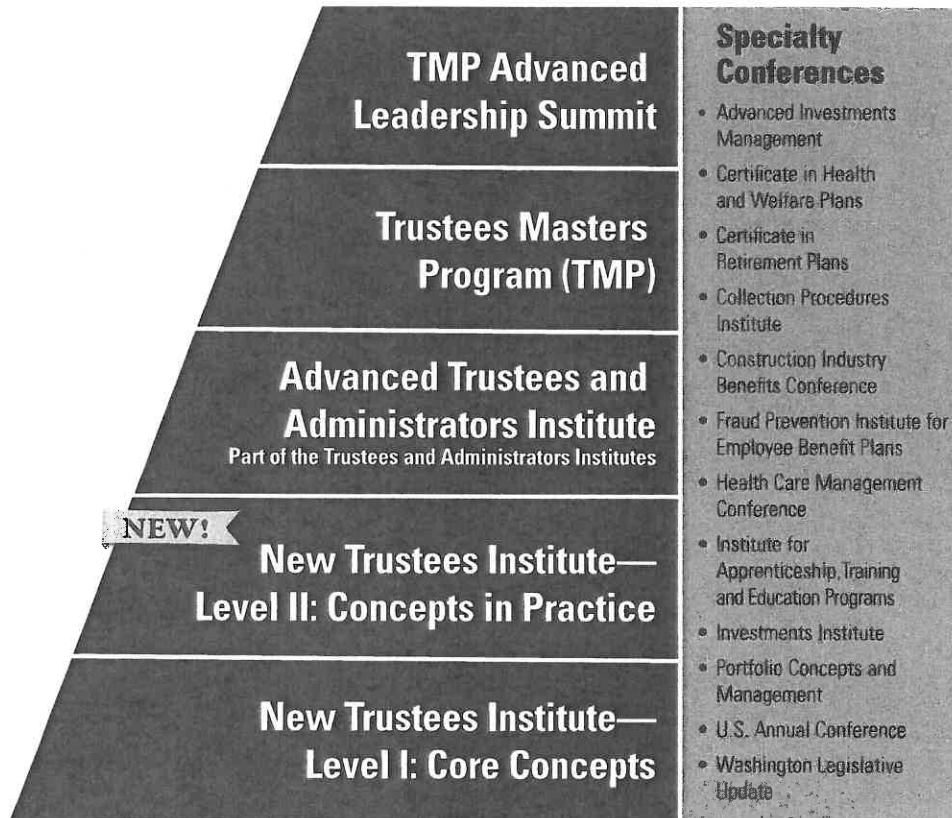 TMP Advanced
Leadership Summit
Trustees Masters
Program (TMP)
Advanced Trustees and
Administrators Institute
Part of the Trustees and Administrators Institutes
NEW!
New Trustees Institute—
Level II: Concepts in Practice
New Trustees Institute—
Level I: Core Concepts
Specialty
Conferences
• Advanced Investments
Management
• Certificate in Health
and Welfare Plans
• Certificate in
Retirement Plans
• Collection Procedures
Institute
• Construction Industry
Benefits Conference
• Fraud Prevention Institute for
Employee Benefit Plans
• Health Care Management
Conference
• Institute for
Apprenticeship, Training
and Education Programs
• Investments Institute
• Portfolio Concepts and
Management
• U.S. Annual Conference
• Washington Legislative
Update